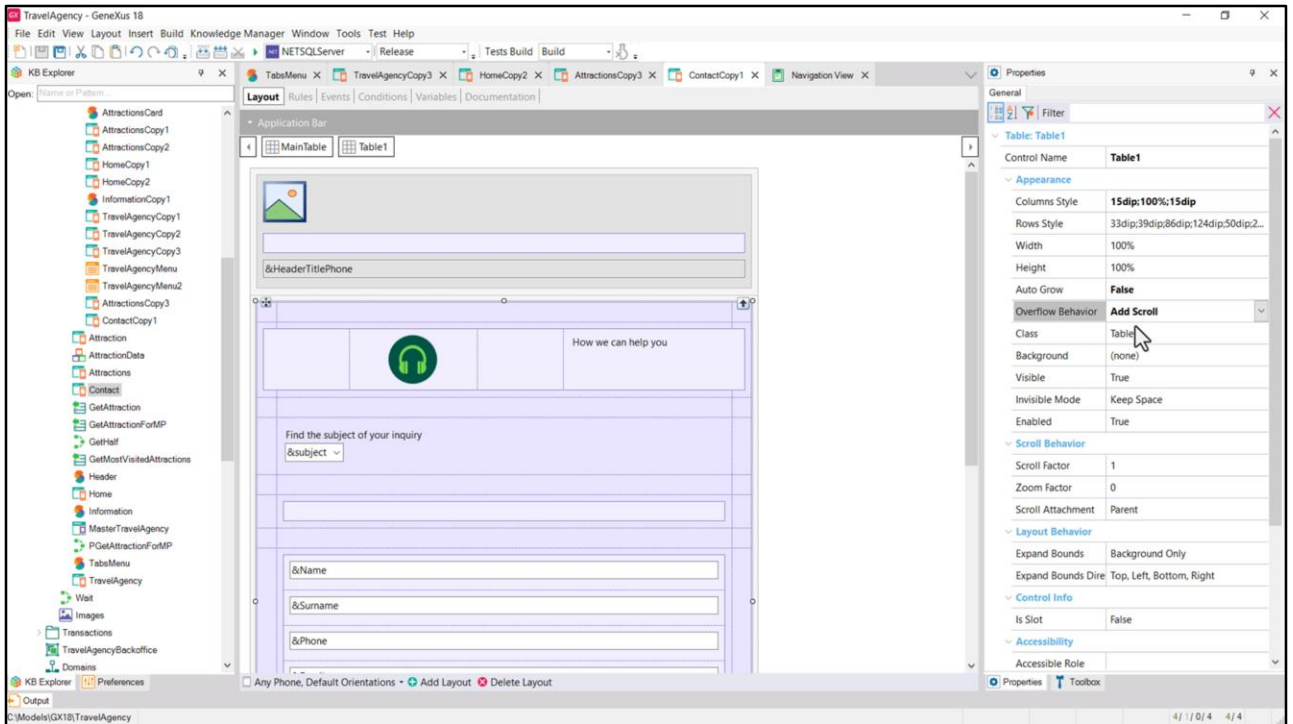 TravelAgency - GeneXus 18
File Edit View Layout Insert Build Knowledge Manager Window Tools Test Help
NETSQLServer Release Tests Build Build
KB Explorer
Open: Name or Pattern...
AttractionsCard
AttractionsCopy1
AttractionsCopy2
HomeCopy1
HomeCopy2
InformationCopy1
TravelAgencyCopy1
TravelAgencyCopy2
TravelAgencyCopy3
TravelAgencyMenu
TravelAgencyMenu2
AttractionsCopy3
ContactCopy1
Attraction
AttractionData
Attractions
Contact
GetAttraction
GetAttractionForMP
GetHalf
GetMostVisitedAttractions
Header
Home
Information
MasterTravelAgency
PGetAttractionForMP
TabsMenu
TravelAgency
Wait
Images
Transactions
TravelAgencyBackoffice
Domains
KB Explorer Preferences
Output
C:\Models\GX18\TravelAgency
TabsMenu TravelAgencyCopy3 HomeCopy2 AttractionsCopy3 ContactCopy1 Navigation View
Layout Rules Events Conditions Variables Documentation
Application Bar
MainTable Table1
&HeaderTitlePhone
How we can help you
Find the subject of your inquiry
&subject
&Name
&Surname
&Phone
Any Phone, Default Orientations Add Layout Delete Layout
Properties
General
Filter
Table: Table1
Control Name Table1
Appearance
Columns Style 15dip;100%;15dip
Rows Style 33dip;39dip;86dip;124dip;50dip;2...
Width 100%
Height 100%
Auto Grow False
Overflow Behavior Add Scroll
Class Table
Background (none)
Visible True
Invisible Mode Keep Space
Enabled True
Scroll Behavior
Scroll Factor 1
Zoom Factor 0
Scroll Attachment Parent
Layout Behavior
Expand Bounds Background Only
Expand Bounds Dire Top, Left, Bottom, Right
Control Info
Is Slot False
Accessibility
Accessible Role
Properties Toolbox
4/1/0/4 4/4